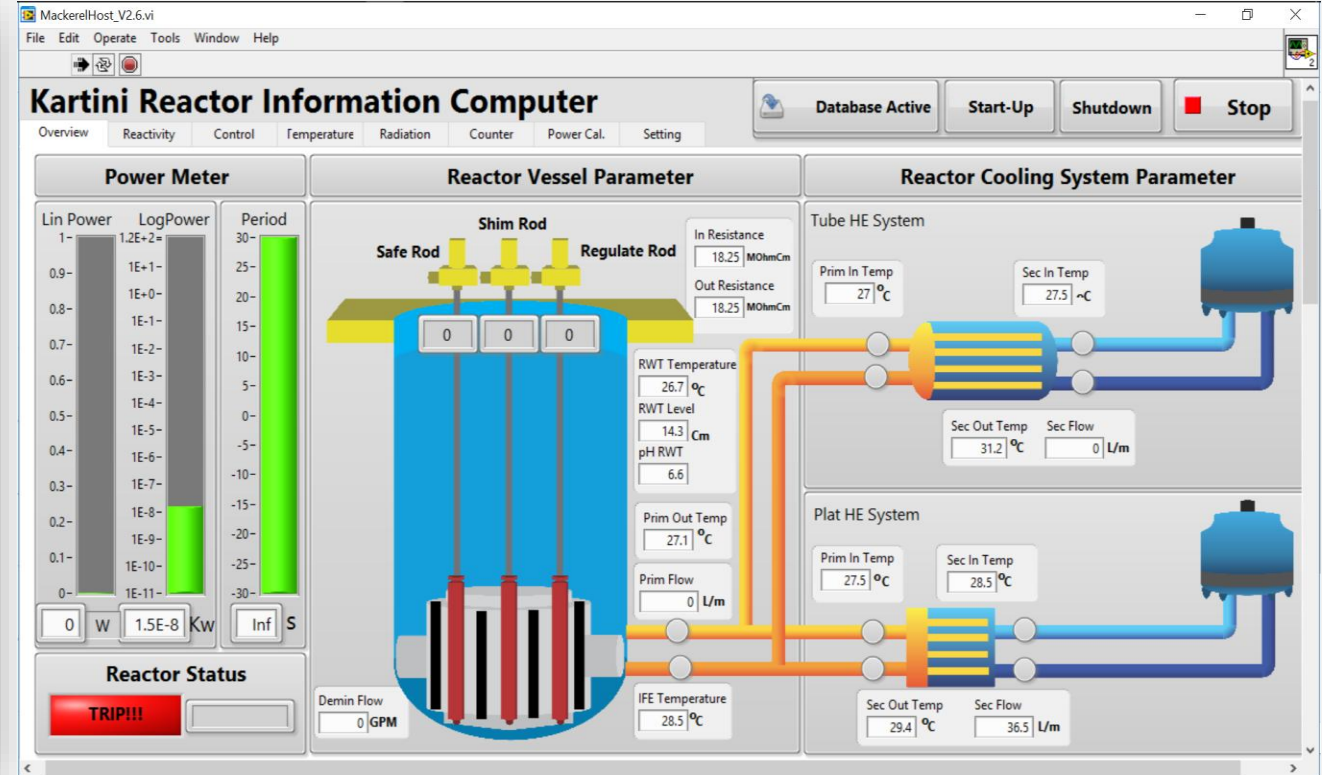 MackerelHost_V2.6.vi
File Edit Operate Tools Window Help
2
Kartini Reactor Information Computer
Database Active
Start-Up
Shutdown
Stop
Overview Reactivity Control Temperature Radiation Counter Power Cal. Setting
Power Meter
Lin Power LogPower Period
1-
0.9-
0.8-
0.7-
0.6-
0.5-
0.4-
0.3-
0.2-
0.1-
0-
1.2E+2=
1E+1-
1E+0-
1E-1-
1E-2-
1E-3-
1E-4-
1E-5-
1E-6-
1E-7-
1E-8-
1E-9-
1E-10-
1E-11-
30-
25-
20-
15-
10-
5-
0-
-5-
-10-
-15-
-20-
-25-
-30-
0 W 1.5E-8 Kw Inf S
Reactor Status
TRIP!!!
Reactor Vessel Parameter
Shim Rod
Safe Rod
Regulate Rod
0 0 0
In Resistance
18.25 MOhmCm
Out Resistance
18.25 MOhmCm
RWT Temperature
26.7 °C
RWT Level
14.3 Cm
pH RWT
6.6
Prim Out Temp
27.1 °C
Prim Flow
0 L/m
IFE Temperature
28.5 °C
Demin Flow
0 GPM
Reactor Cooling System Parameter
Tube HE System
Prim In Temp
27 °C
Sec In Temp
27.5 ~C
Sec Out Temp Sec Flow
31.2 °C 0 L/m
Plat HE System
Prim In Temp
27.5 °C
Sec In Temp
28.5 °C
Sec Out Temp Sec Flow
29.4 °C 36.5 L/m